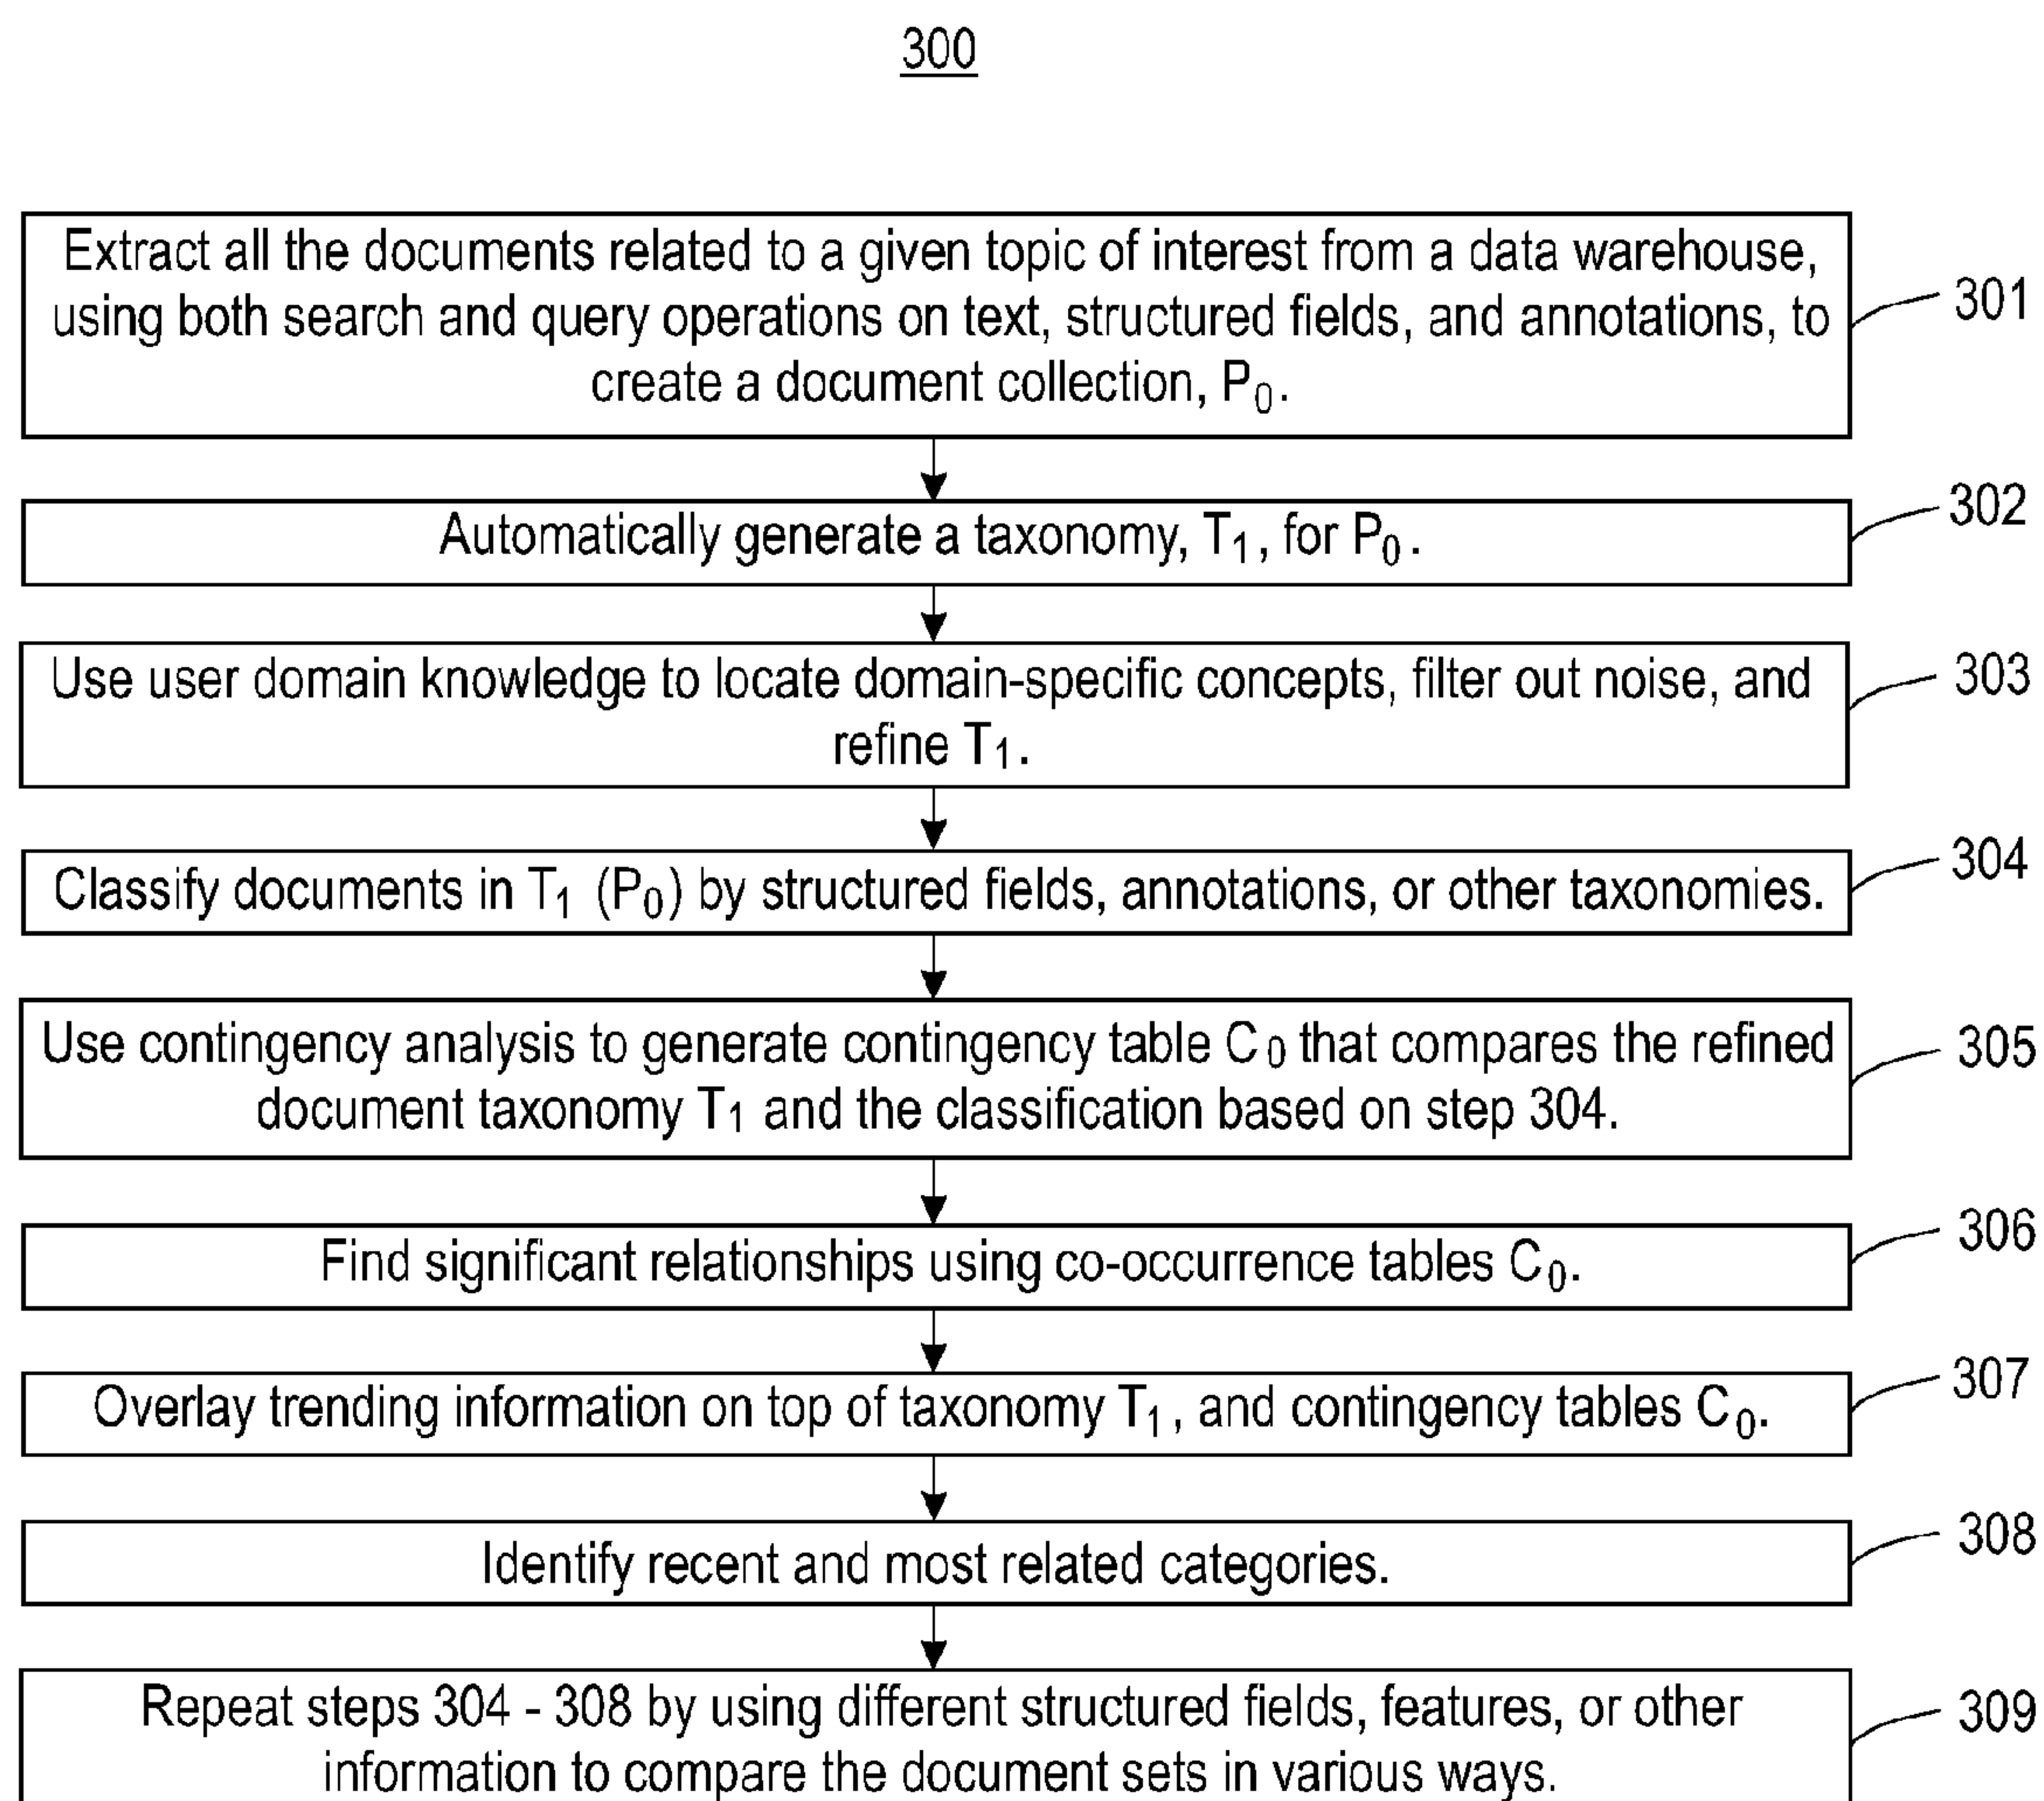 300
Extract all the documents related to a given topic of interest from a data warehouse,
using both search and query operations on text, structured fields, and annotations, to
create a document collection, P₀.
301
Automatically generate a taxonomy, T₁, for P₀.
302
Use user domain knowledge to locate domain-specific concepts, filter out noise, and
refine T₁.
303
Classify documents in T₁ (P₀) by structured fields, annotations, or other taxonomies.
304
Use contingency analysis to generate contingency table C₀ that compares the refined
document taxonomy T₁ and the classification based on step 304.
305
Find significant relationships using co-occurrence tables C₀.
306
Overlay trending information on top of taxonomy T₁, and contingency tables C₀.
307
Identify recent and most related categories.
308
Repeat steps 304 - 308 by using different structured fields, features, or other
information to compare the document sets in various ways.
309